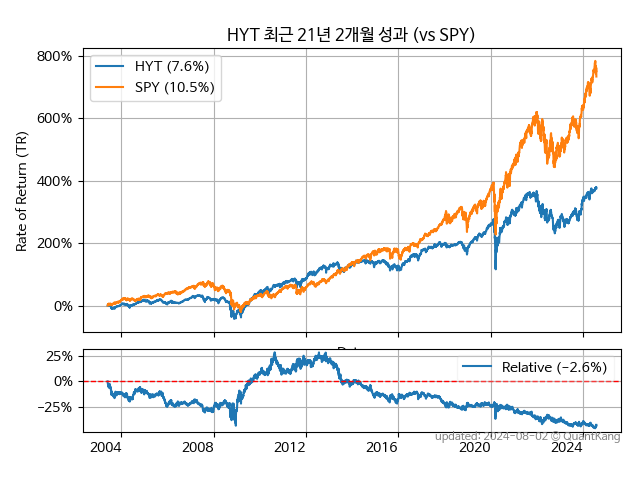 HYT 최근 21년 2개월 성과 (vs SPY)
800%
600%
400%
200%
0%
Rate of Return (TR)
HYT (7.6%)
SPY (10.5%)
25%
0%
−25%
Relative (−2.6%)
2004
2008
2012
2016
2020
2024
updated: 2024-08-02 © QuantKang